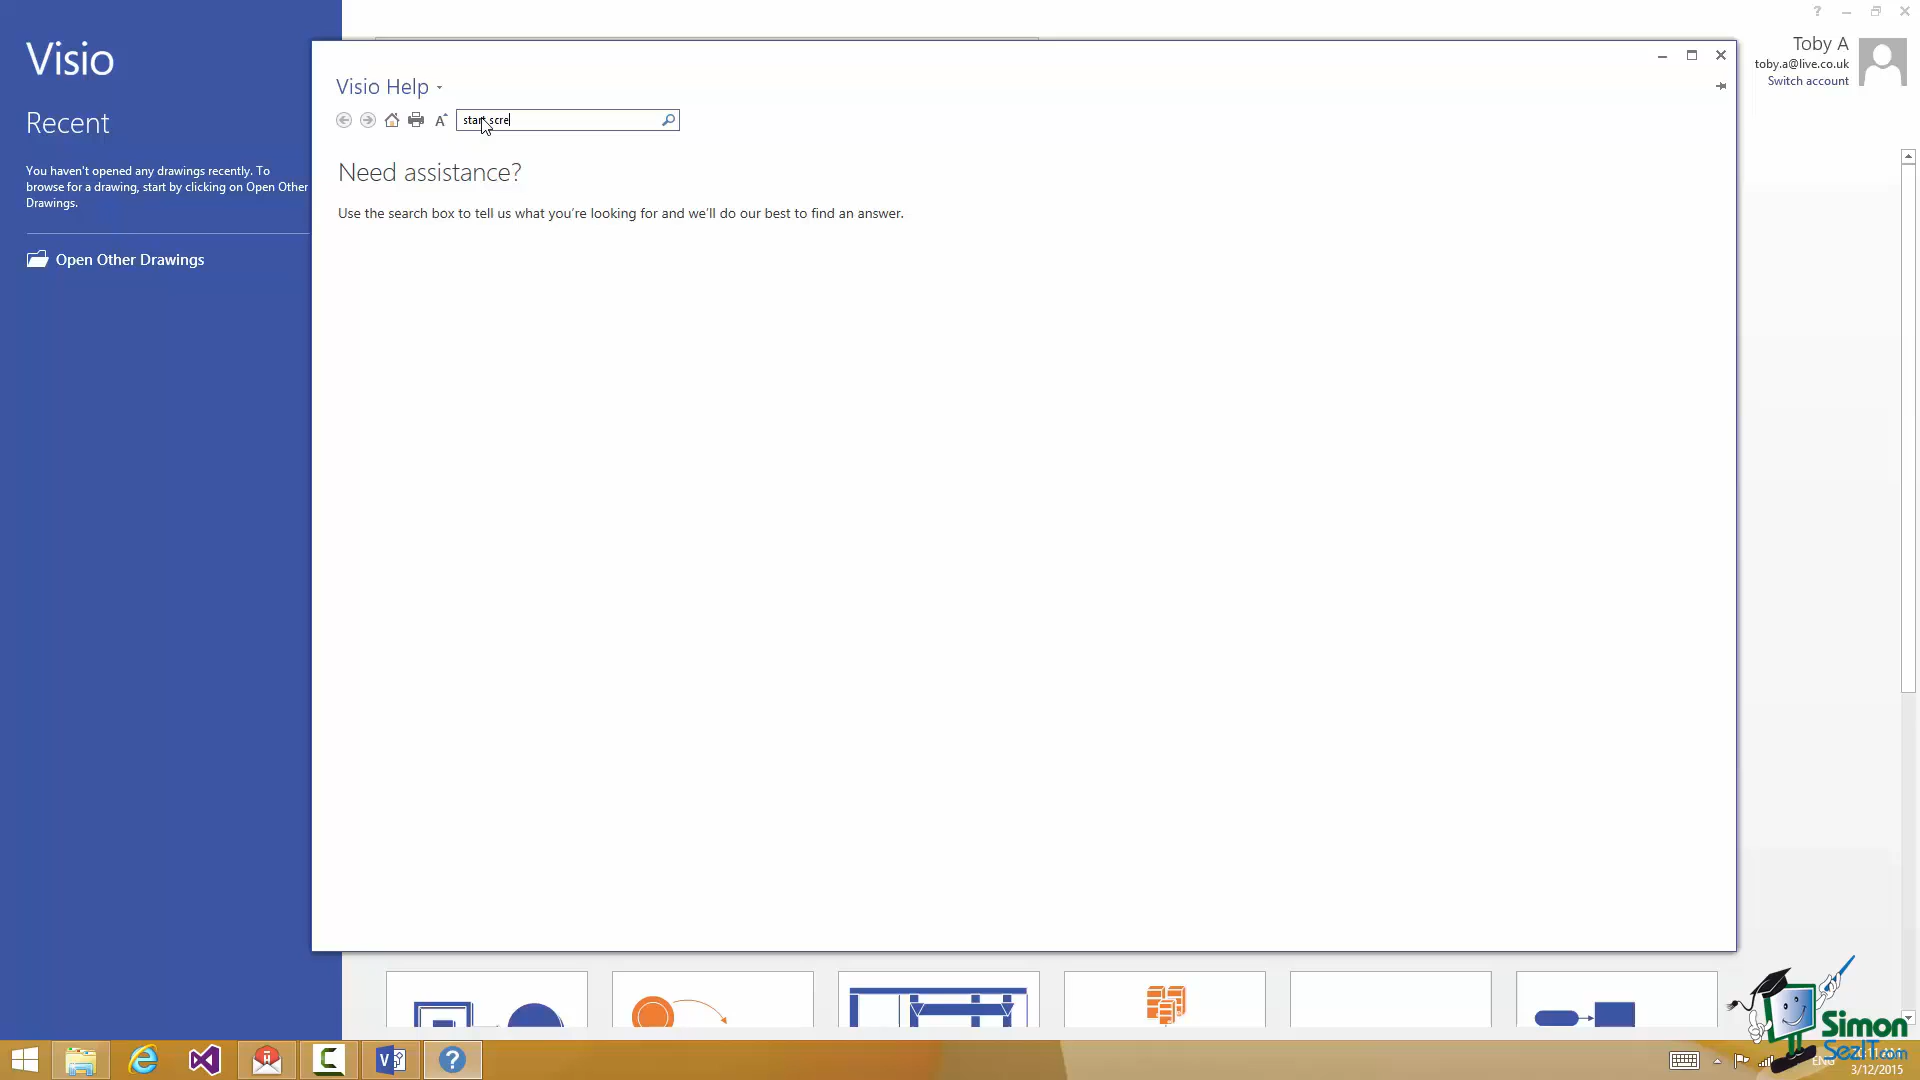 Visio
Recent
You haven't opened any drawings recently. To
browse for a drawing, start by clicking on Open Other
Drawings.
Open Other Drawings
Toby A
toby.a@live.co.uk
Switch account
Visio Help
start scre
Need assistance?
Use the search box to tell us what you're looking for and we'll do our best to find an answer.
Simon
SezIT.com
ENG
3/12/2015